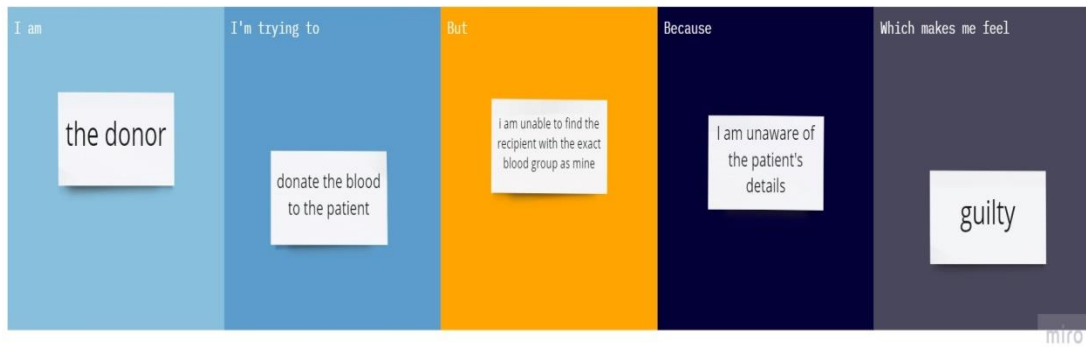 I am
the donor
I'm trying to
donate the blood
to the patient
But
i am unable to find the
recipient with the exact
blood group as mine
Because
I am unaware of
the patient's
details
Which makes me feel
guilty
miro